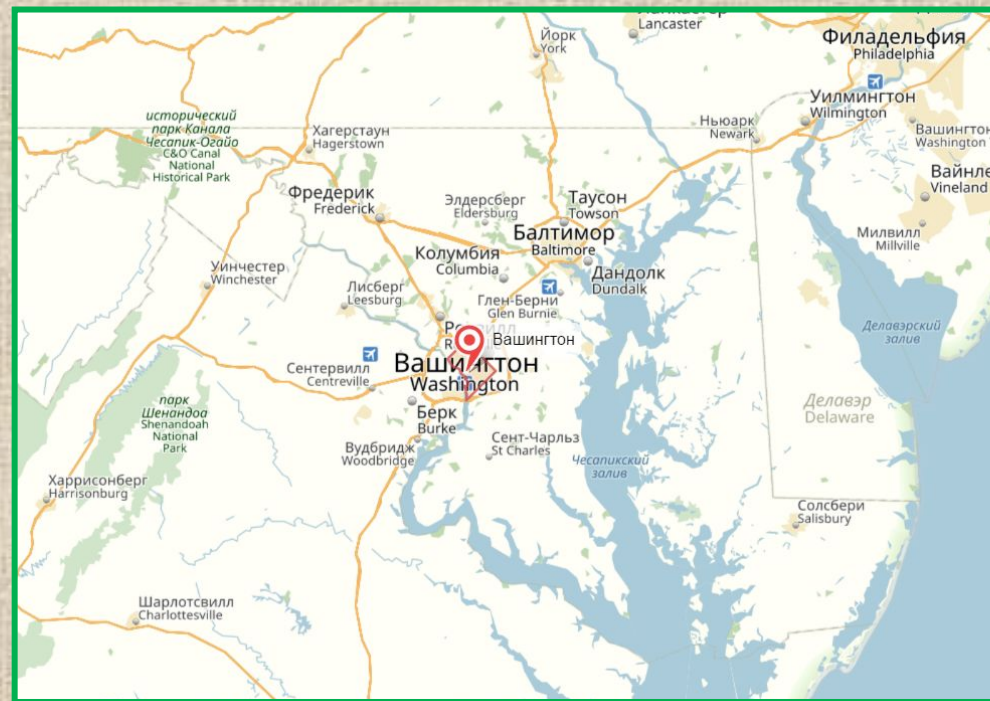 Lancaster
Йорк
York
Филадельфия
Philadelphia
Уилмингтон
Wilmington
Ньюарк
Newark
Вашингтон
Washington
исторический
парк Канала
Чесапик-Огайо
C&O Canal
National
Historical Park
Хагерстаун
Hagerstown
Вайнле
Vineland
Фредерик
Frederick
Элдерсберг
Eldersburg
Таусон
Towson
Милвилл
Millville
Балтимор
Baltimore
Колумбия
Columbia
Дандолк
Dundalk
Уинчестер
Winchester
Лисберг
Leesburg
Глен-Берни
Glen Burnie
Вашингтон
Делавэрский
залив
Вашингтон
Washington
Сентервилл
Centreville
парк
Шенандоа
Shenandoah
National
Park
Берк
Burke
Делавэр
Delaware
Вудбридж
Woodbridge
Сент-Чарльз
St Charles
Чесапикский
залив
Харрисонберг
Harrisonburg
Солсбери
Salisbury
Шарлотсвилл
Charlottesville